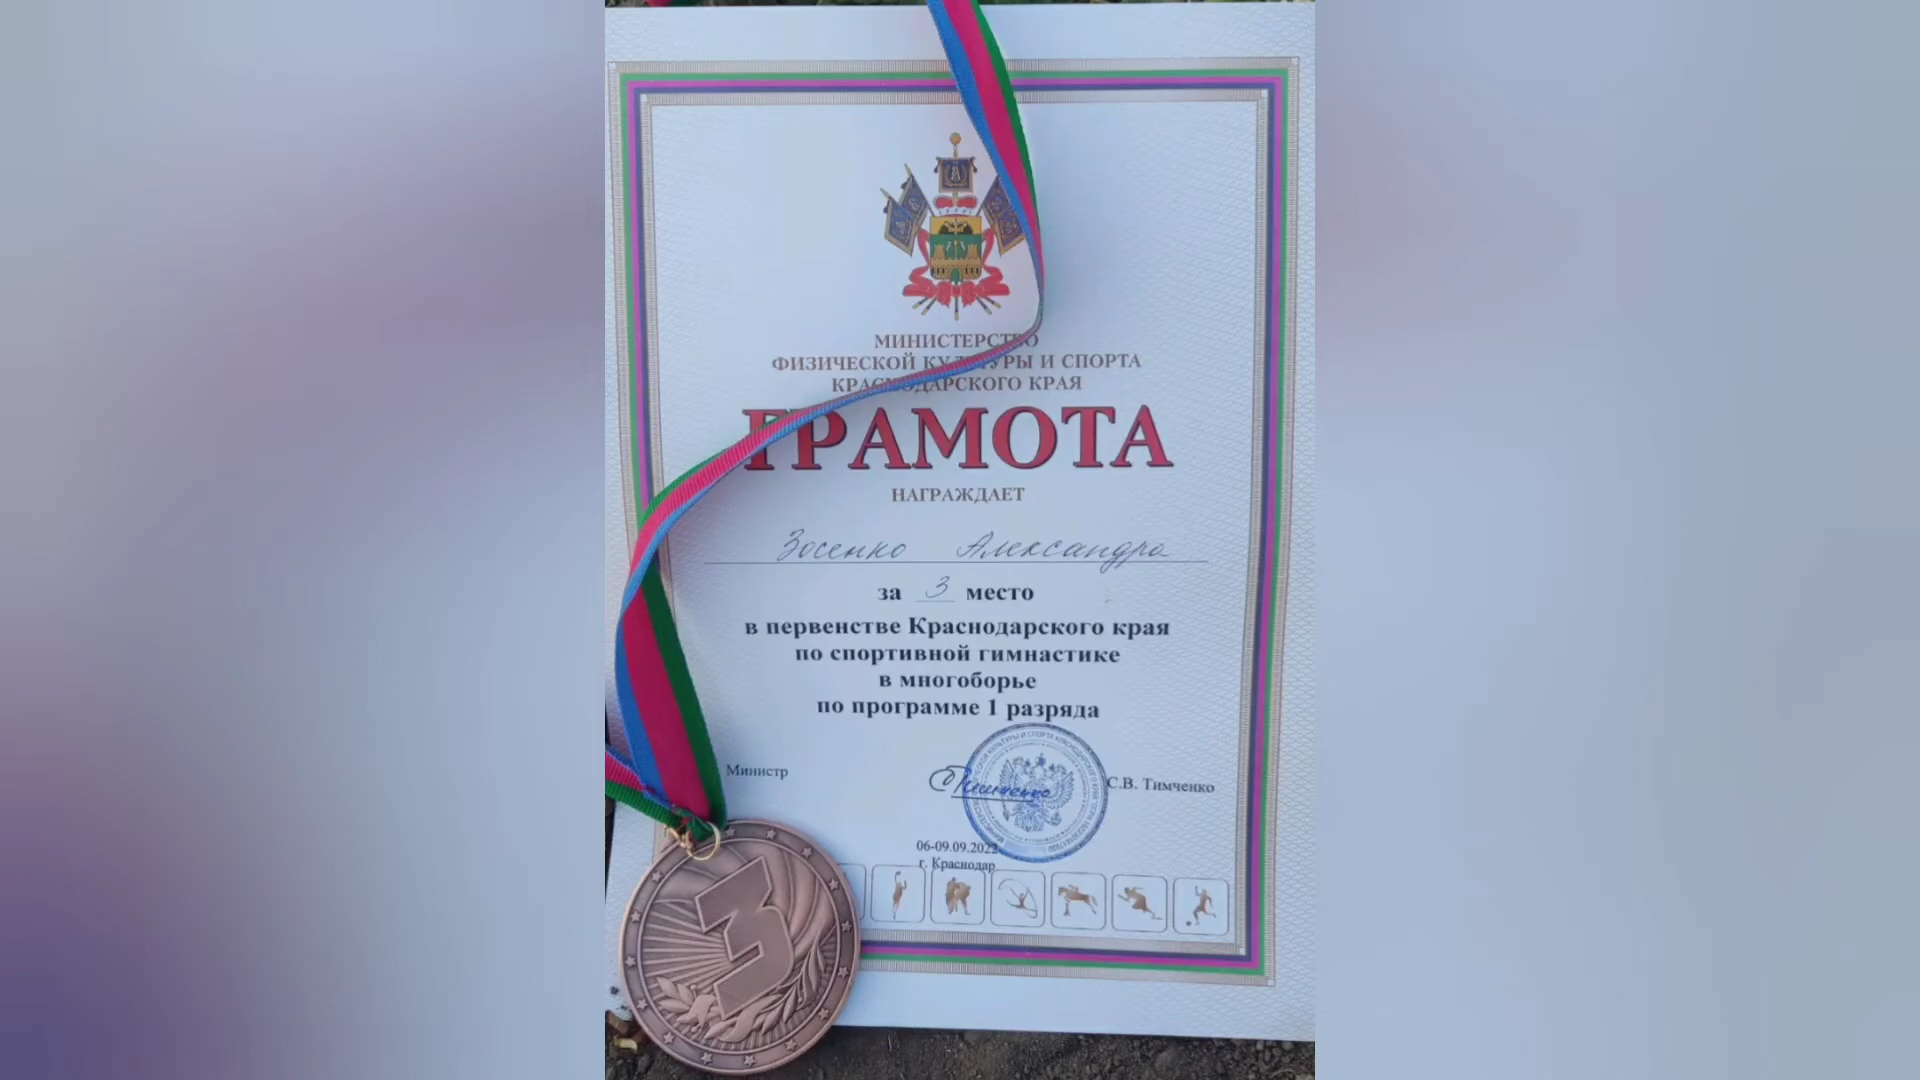 МИНИСТЕРСТВО
ФИЗИЧЕСКОЙ КУЛЬТУРЫ И СПОРТА
КРАСНОДАРСКОГО КРАЯ
ГРАМОТА
НАГРАЖДАЕТ
Зосенко Александра
за 3 место
в первенстве Краснодарского края
по спортивной гимнастике
в многоборье
по программе 1 разряда
Министр С.В. Тимченко
06-09.09.2022
г. Краснодар
3